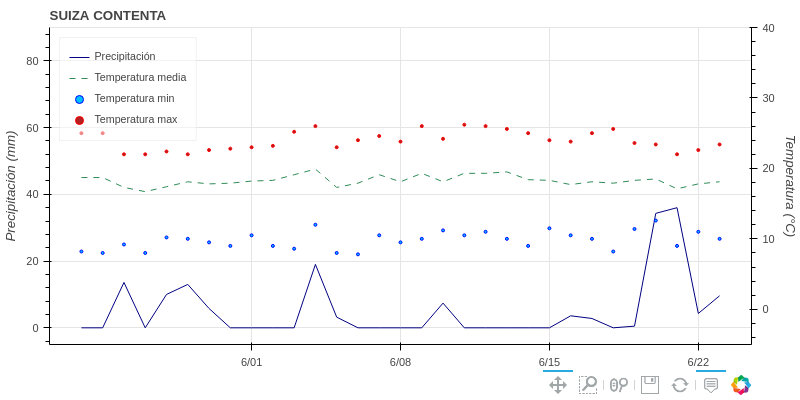 SUIZA CONTENTA
Precipitación
Temperatura media
Temperatura min
Temperatura max
Precipitación (mm)
80
60
40
20
0
40
30
20
10
0
Temperatura (°C)
6/01
6/08
6/15
6/22